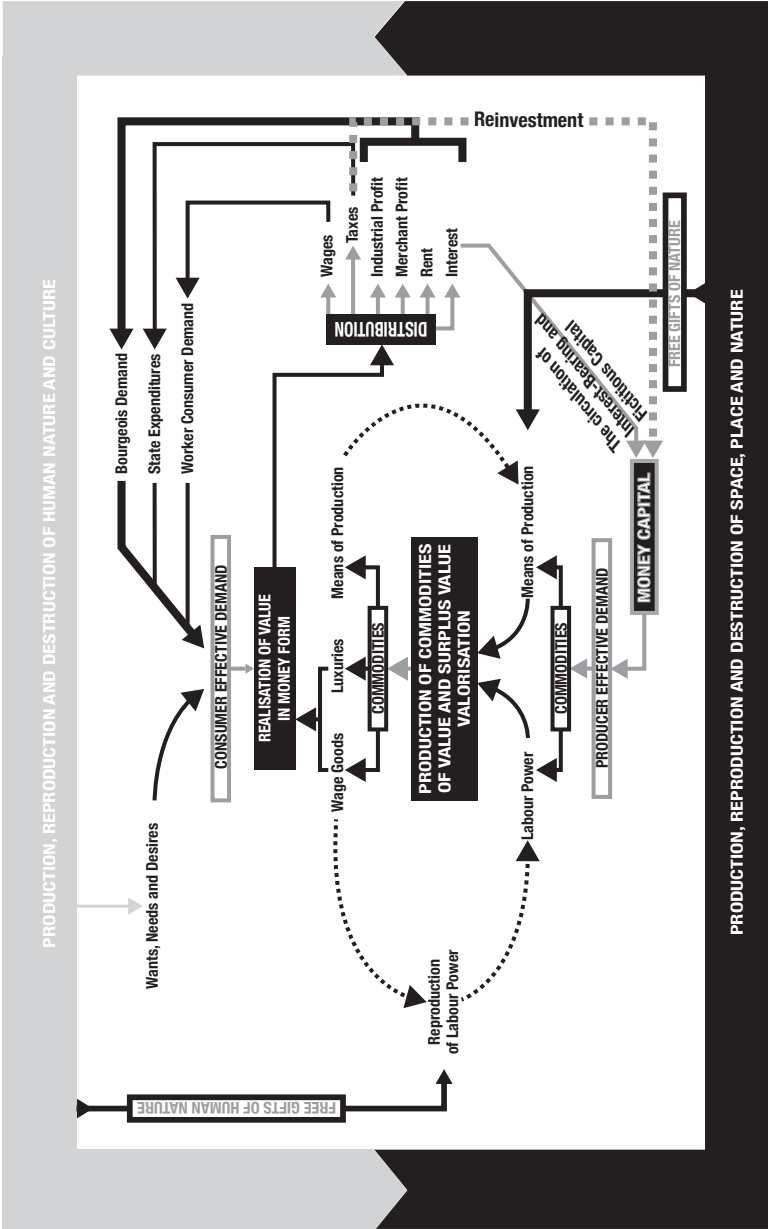 PRODUCTION, REPRODUCTION AND DESTRUCTION OF HUMAN NATURE AND CULTURE
Wants, Needs and Desires
Bourgeois Demand
State Expenditures
Worker Consumer Demand
CONSUMER EFFECTIVE DEMAND
REALISATION OF VALUE
IN MONEY FORM
Wage Goods
Luxuries
Means of Production
COMMODITIES
PRODUCTION OF COMMODITIES
OF VALUE AND SURPLUS VALUE
VALORISATION
Labour Power
Means of Production
COMMODITIES
PRODUCER EFFECTIVE DEMAND
MONEY CAPITAL
FREE GIFTS OF HUMAN NATURE
Reproduction
of Labour Power
DISTRIBUTION
Wages
Taxes
Industrial Profit
Merchant Profit
Rent
Interest
Reinvestment
The circulation of
Interest-Bearing and
Fictitious Capital
FREE GIFTS OF NATURE
PRODUCTION, REPRODUCTION AND DESTRUCTION OF SPACE, PLACE AND NATURE